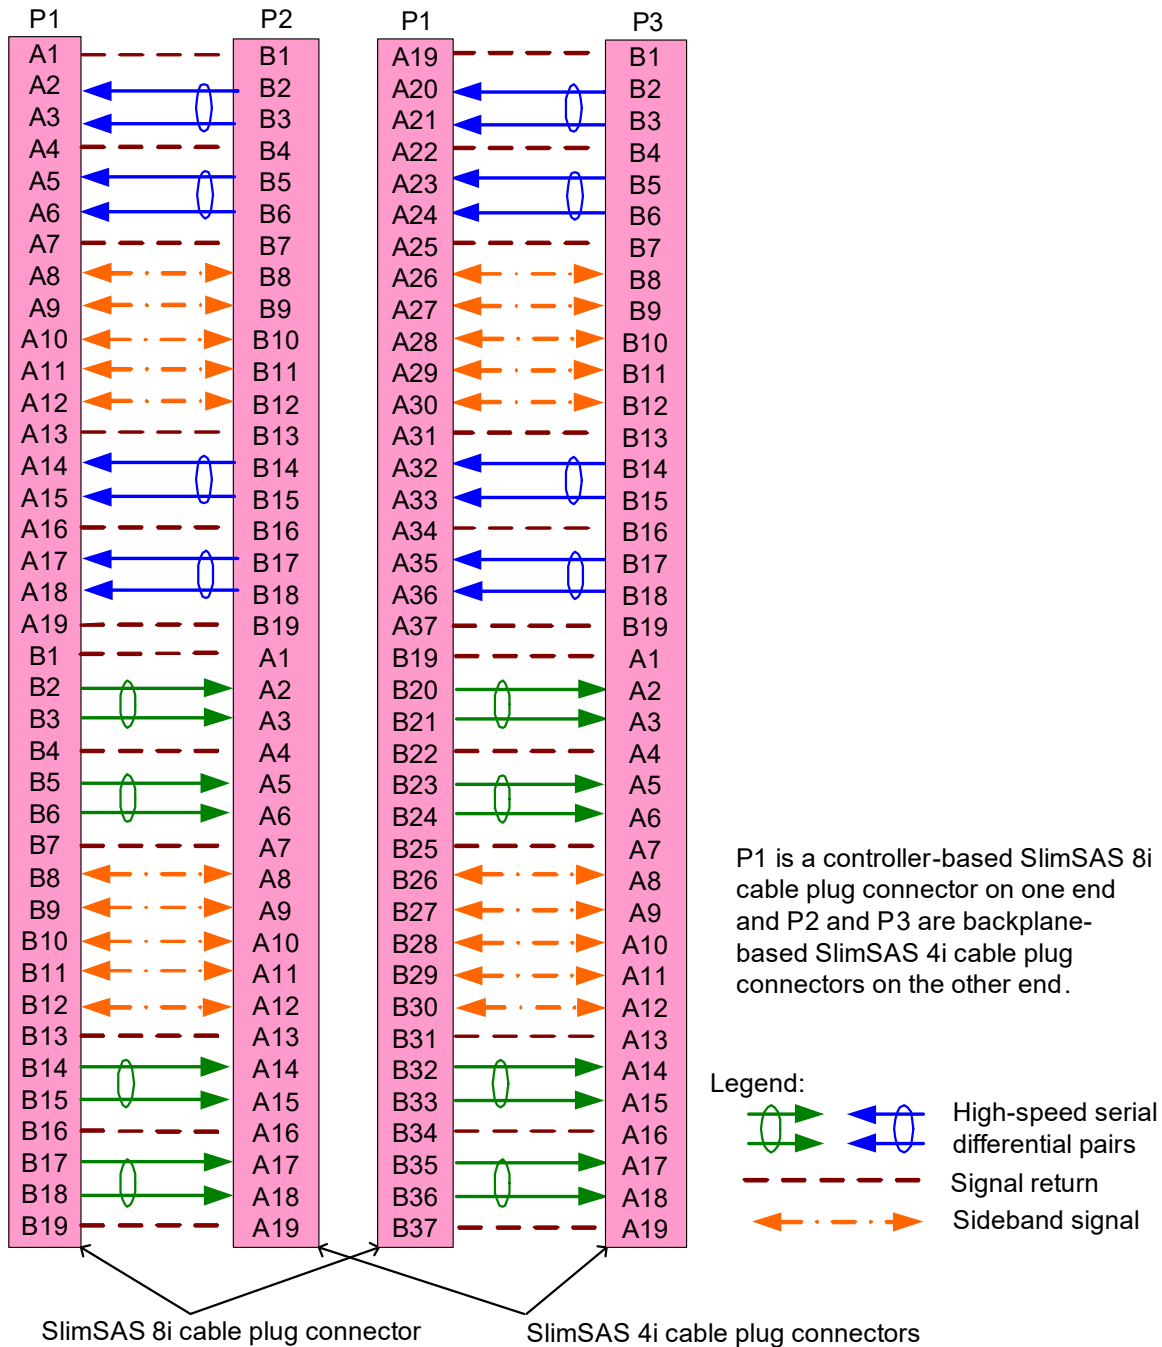 P1 P2 P1 P3
A1 B1 A19 B1
A2 B2 A20 B2
A3 B3 A21 B3
A4 B4 A22 B4
A5 B5 A23 B5
A6 B6 A24 B6
A7 B7 A25 B7
A8 B8 A26 B8
A9 B9 A27 B9
A10 B10 A28 B10
A11 B11 A29 B11
A12 B12 A30 B12
A13 B13 A31 B13
A14 B14 A32 B14
A15 B15 A33 B15
A16 B16 A34 B16
A17 B17 A35 B17
A18 B18 A36 B18
A19 B19 A37 B19
B1 A1 B19 A1
B2 A2 B20 A2
B3 A3 B21 A3
B4 A4 B22 A4
B5 A5 B23 A5
B6 A6 B24 A6
B7 A7 B25 A7
B8 A8 B26 A8
B9 A9 B27 A9
B10 A10 B28 A10
B11 A11 B29 A11
B12 A12 B30 A12
B13 A13 B31 A13
B14 A14 B32 A14
B15 A15 B33 A15
B16 A16 B34 A16
B17 A17 B35 A17
B18 A18 B36 A18
B19 A19 B37 A19
P1 is a controller-based SlimSAS 8i
cable plug connector on one end
and P2 and P3 are backplane-
based SlimSAS 4i cable plug
connectors on the other end.
Legend:
High-speed serial
differential pairs
Signal return
Sideband signal
SlimSAS 8i cable plug connector
SlimSAS 4i cable plug connectors